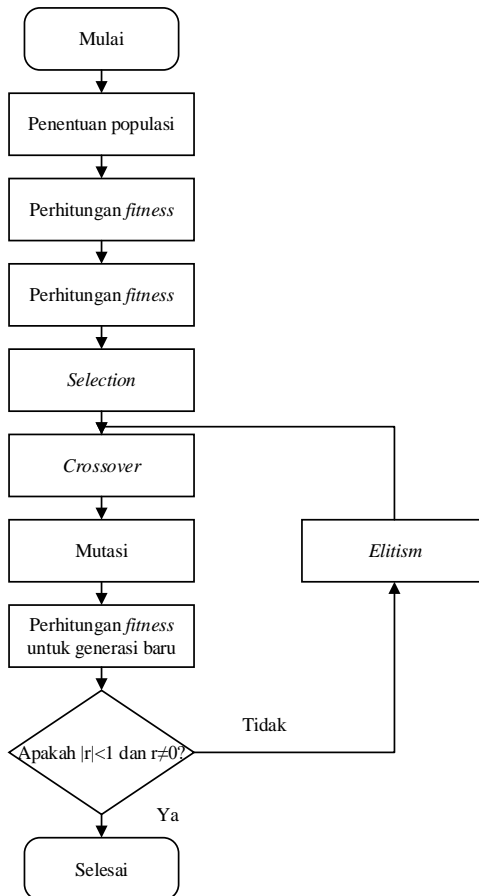 Mulai
Penentuan populasi
Perhitungan fitness
Perhitungan fitness
Selection
Crossover
Mutasi
Elitism
Perhitungan fitness
untuk generasi baru
Apakah |r|<1 dan r≠0?
Tidak
Ya
Selesai